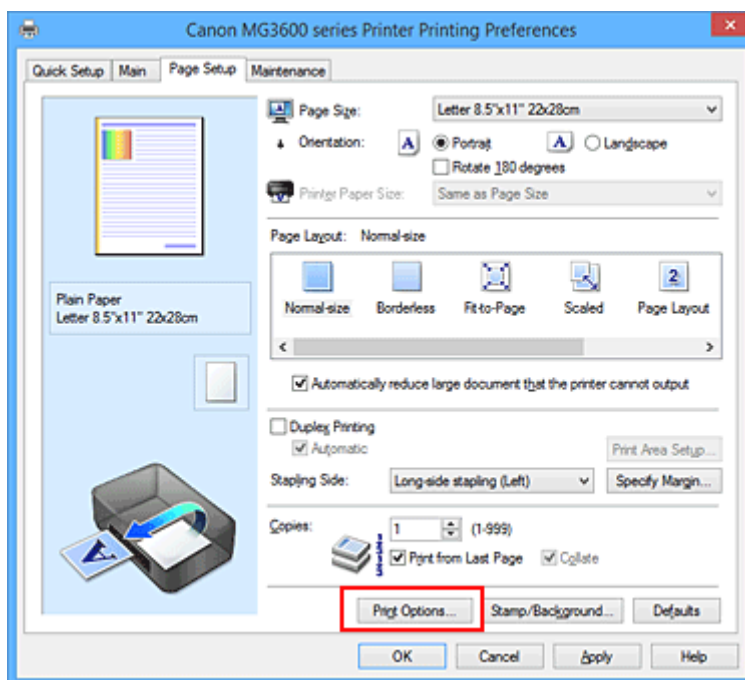 Canon MG3600 series Printer Printing Preferences
Quick Setup Main Page Setup Maintenance
Page Size: Letter 8.5"x11" 22x28cm
Orientation: A Portrait A Landscape
Rotate 180 degrees
Printer Paper Size: Same as Page Size
Page Layout: Normal-size
2
Normal-size Borderless Fit-to-Page Scaled Page Layout
Plain Paper
Letter 8.5"x11" 22x28cm
Automatically reduce large document that the printer cannot output
Duplex Printing
Automatic Print Area Setup...
Stapling Side: Long-side stapling (Left) Specify Margin...
Copies: 1 (1-999)
Print from Last Page Collate
A
Print Options... Stamp/Background... Defaults
OK Cancel Apply Help